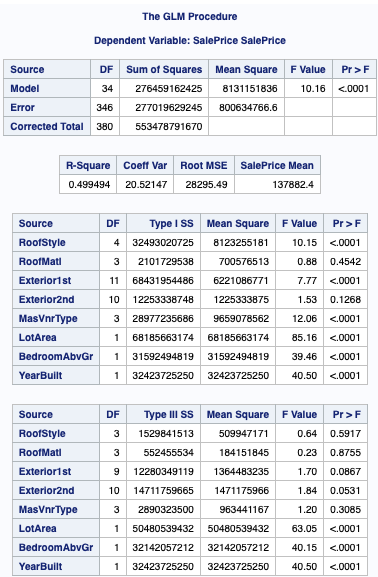 The GLM Procedure
Dependent Variable: SalePrice SalePrice
Source DF Sum of Squares Mean Square F Value Pr > F
Model 34 276459162425 8131151836 10.16 <.0001
Error 346 277019629245 800634766.6
Corrected Total 380 553478791670
R-Square Coeff Var Root MSE SalePrice Mean
0.499494 20.52147 28295.49 137882.4
Source DF Type I SS Mean Square F Value Pr > F
RoofStyle 4 32493020725 8123255181 10.15 <.0001
RoofMatl 3 2101729538 700576513 0.88 0.4542
Exterior1st 11 68431954486 6221086771 7.77 <.0001
Exterior2nd 10 12253338748 1225333875 1.53 0.1268
MasVnrType 3 28977235686 9659078562 12.06 <.0001
LotArea 1 68185663174 68185663174 85.16 <.0001
BedroomAbvGr 1 31592494819 31592494819 39.46 <.0001
YearBuilt 1 32423725250 32423725250 40.50 <.0001
Source DF Type III SS Mean Square F Value Pr > F
RoofStyle 3 1529841513 509947171 0.64 0.5917
RoofMatl 3 552455534 184151845 0.23 0.8755
Exterior1st 9 12280349119 1364483235 1.70 0.0867
Exterior2nd 10 14711759665 1471175966 1.84 0.0531
MasVnrType 3 2890323500 963441167 1.20 0.3085
LotArea 1 50480539432 50480539432 63.05 <.0001
BedroomAbvGr 1 32142057212 32142057212 40.15 <.0001
YearBuilt 1 32423725250 32423725250 40.50 <.0001